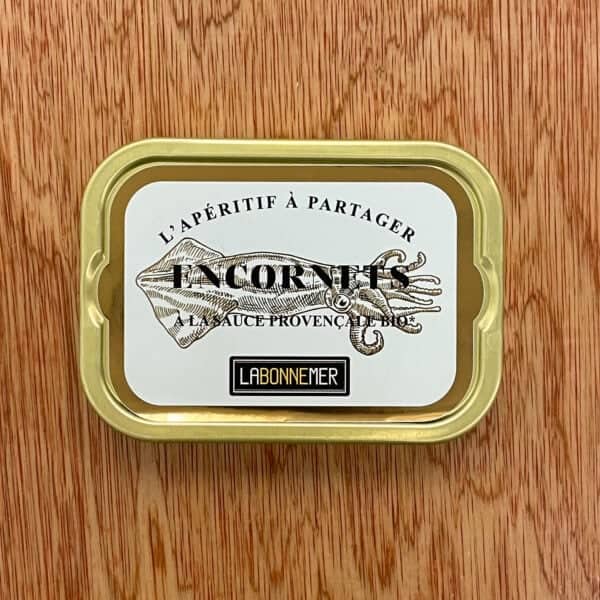 L'APÉRITIF À PARTAGER
ENCORNETS
A LA SAUCE PROVENÇALE BIO*
LABONNEMER